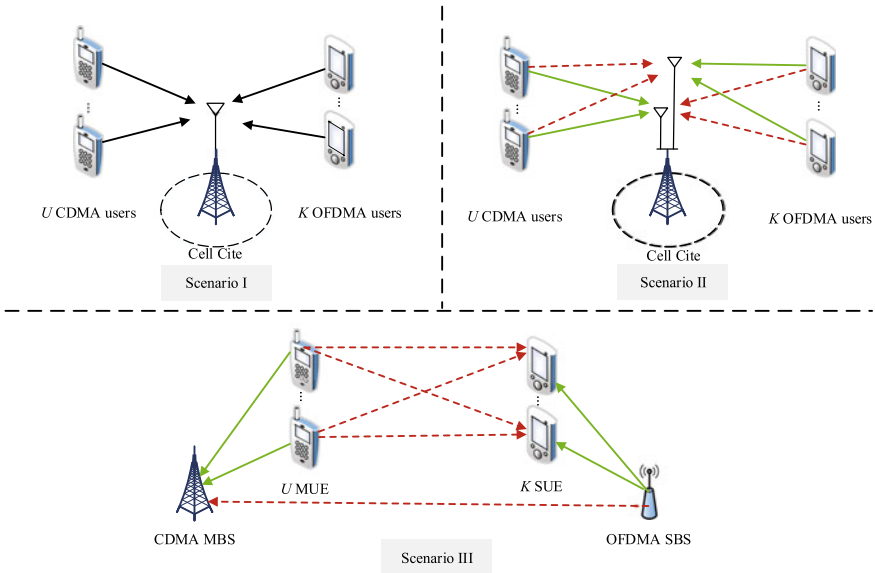 U CDMA users
K OFDMA users
Cell Cite
Scenario I
U CDMA users
K OFDMA users
Cell Cite
Scenario II
U MUE
K SUE
CDMA MBS
OFDMA SBS
Scenario III